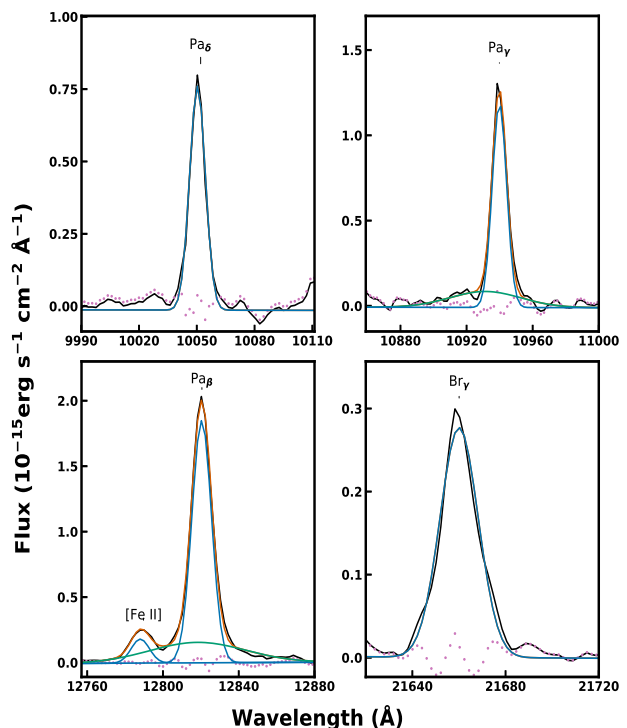 Flux (10⁻¹⁵erg s⁻¹ cm⁻² Å⁻¹)
Paδ
1.00
0.75
0.50
0.25
0.00
9990 10020 10050 10080 10110
Paγ
1.5
1.0
0.5
0.0
10880 10920 10960 11000
Paβ
[Fe II]
2.0
1.5
1.0
0.5
0.0
12760 12800 12840 12880
Brγ
0.3
0.2
0.1
0.0
21640 21680 21720
Wavelength (Å)